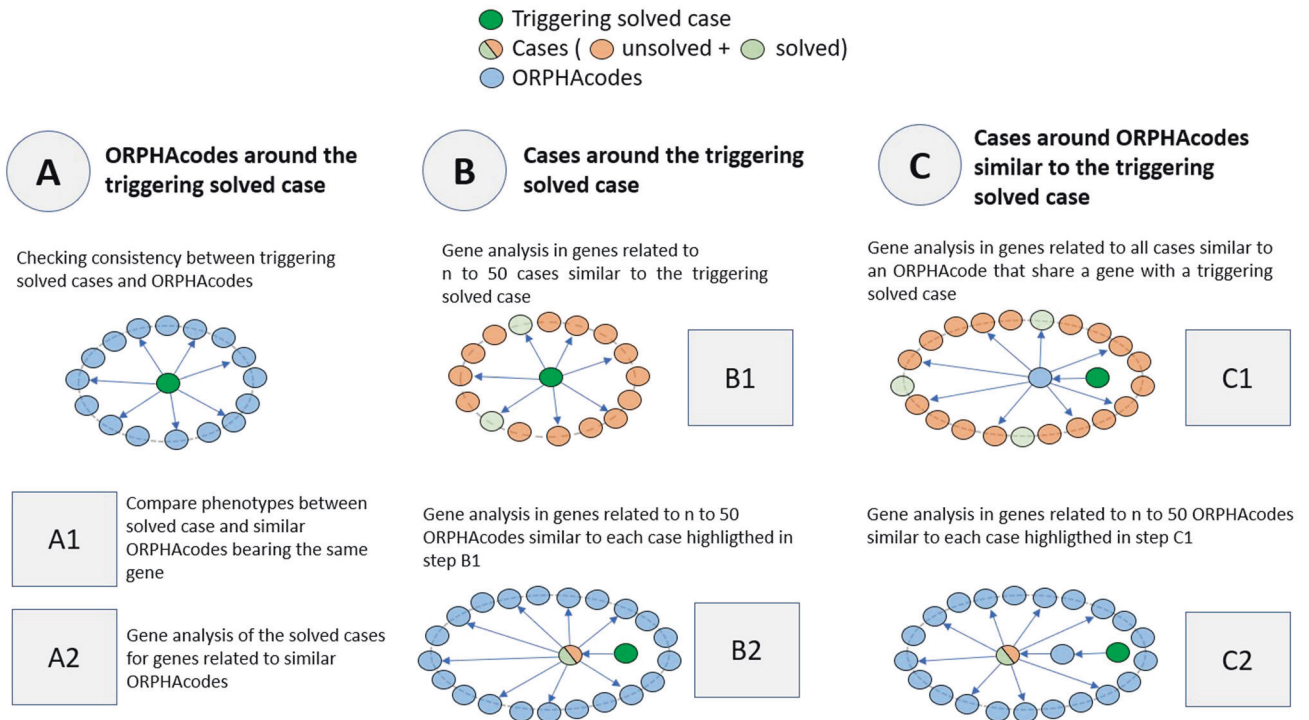 Triggering solved case
Cases ( unsolved + solved)
ORPHAcodes
A
ORPHAcodes around the
triggering solved case
Checking consistency between triggering
solved cases and ORPHAcodes
A1
Compare phenotypes between
solved case and similar
ORPHAcodes bearing the same
gene
A2
Gene analysis of the solved cases
for genes related to similar
ORPHAcodes
B
Cases around the triggering
solved case
Gene analysis in genes related to
n to 50 cases similar to the triggering
solved case
B1
Gene analysis in genes related to n to 50
ORPHAcodes similar to each case highligthed in
step B1
B2
C
Cases around ORPHAcodes
similar to the triggering
solved case
Gene analysis in genes related to all cases similar to
an ORPHAcode that share a gene with a triggering
solved case
C1
Gene analysis in genes related to n to 50 ORPHAcodes
similar to each case highligthed in step C1
C2